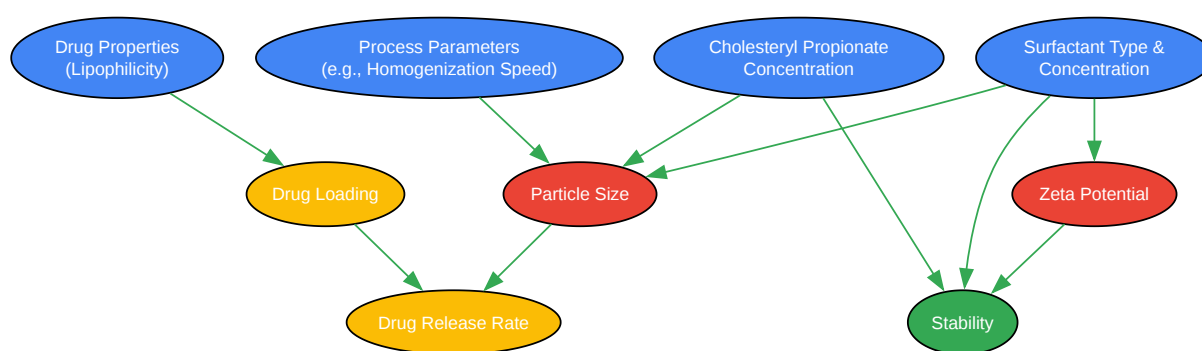 Drug Properties
(Lipophilicity)
Process Parameters
(e.g., Homogenization Speed)
Cholesteryl Propionate
Concentration
Surfactant Type &
Concentration
Drug Loading
Particle Size
Zeta Potential
Drug Release Rate
Stability